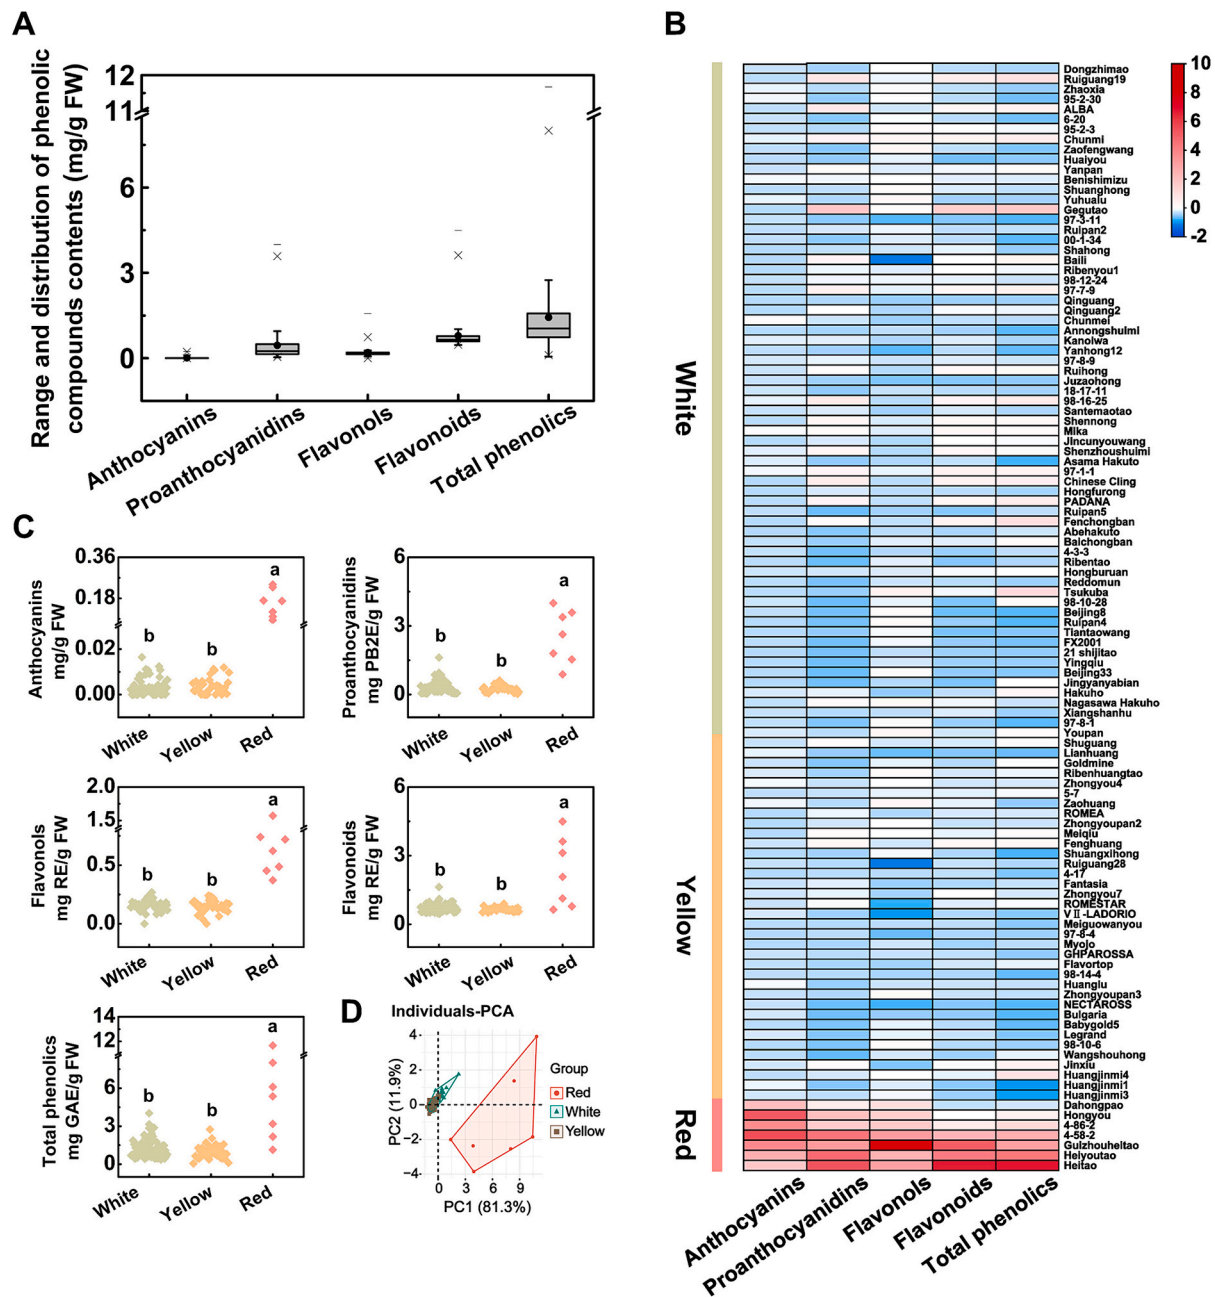 A
Range and distribution of phenolic
compounds contents (mg/g FW)
12
11
6
3
0
Anthocyanins
Proanthocyanidins
Flavonols
Flavonoids
Total phenolics
B
White
Yellow
Red
Dongzhimao
Ruiguang19
Zhaoxia
95-2-30
ALBA
6-20
95-2-3
Chunmi
Zaofengwang
Huaiyou
Yanpan
Benishimizu
Shuanghong
Yuhualu
Gegutao
97-3-11
Ruipan2
00-1-34
Shahong
Baili
Ribenyou1
98-12-24
97-7-9
Qinguang
Qinguang2
Chunmei
Annongshuimi
Kanoiwa
Yanhong12
97-8-9
Ruihong
Juzaohong
18-17-11
98-16-25
Santemaotao
Shennong
Mika
Jincunyouwang
Shenzhoushuimi
Asama Hakuto
97-1-1
Chinese Cling
Hongfurong
PADANA
Ruipan5
Fenchongban
Abehakuto
Baichongban
4-3-3
Ribentao
Hongburuan
Reddomun
Tsukuba
98-10-28
Beijing8
Ruipan4
Tiantaowang
FX2001
21 shijitao
Yingqiu
Beijing33
Jingyanyabian
Hakuho
Nagasawa Hakuho
Xiangshanhu
97-8-1
Youpan
Shuguang
Lianhuang
Goldmine
Ribenhuangtao
Zhongyou4
5-7
Zaohuang
ROMEA
Zhongyoupan2
Meiqiu
Fenghuang
Shuangxihong
Ruiguang28
4-17
Fantasia
Zhongyou7
ROMESTAR
VⅡ-LADORIO
Meiguowanyou
97-8-4
Myojo
GHPAROSSA
Flavortop
98-14-4
Huanglu
Zhongyoupan3
NECTAROSS
Bulgaria
Babygold5
Legrand
98-10-6
Wangshouhong
Jinxiu
Huangjinmi4
Huangjinmi1
Huangjinmi3
Dahongpao
Hongyou
4-86-2
4-58-2
Guizhouheitao
Heiyoutao
Heitao
Anthocyanins
Proanthocyanidins
Flavonols
Flavonoids
Total phenolics
10
8
6
4
2
0
-2
C
Anthocyanins
mg/g FW
0.36
0.18
0.02
0.00
b
b
a
White
Yellow
Red
Proanthocyanidins
mg PB2E/g FW
6
3
0
b
b
a
White
Yellow
Red
Flavonols
mg RE/g FW
2.0
1.5
0.5
0.0
b
b
a
White
Yellow
Red
Flavonoids
mg RE/g FW
6
3
0
b
b
a
White
Yellow
Red
Total phenolics
mg GAE/g FW
14
12
6
3
0
b
b
a
White
Yellow
Red
D
Individuals-PCA
PC2 (11.9%)
4
2
0
−2
−4
0 3 6 9
PC1 (81.3%)
Group
Red
White
Yellow